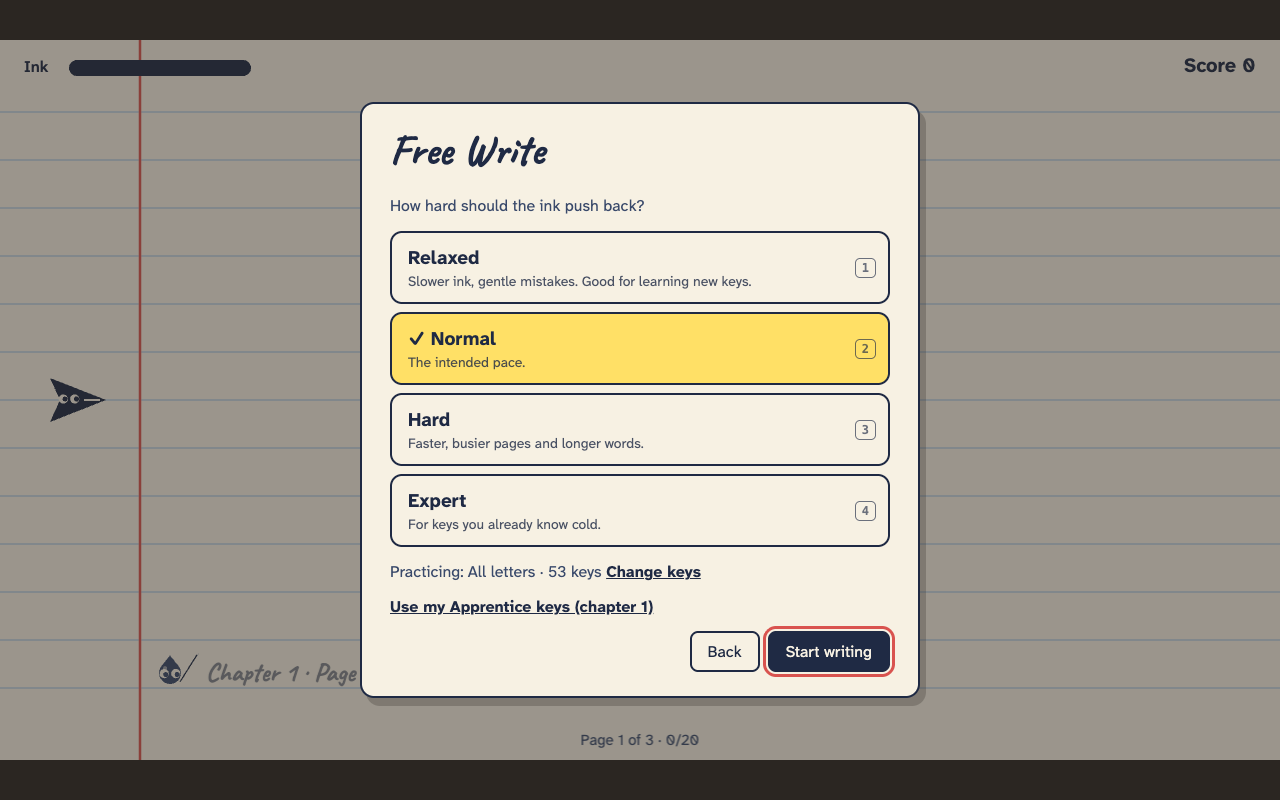 Ink
Score 0
Free Write
How hard should the ink push back?
Relaxed
Slower ink, gentle mistakes. Good for learning new keys.
1
✓ Normal
The intended pace.
2
Hard
Faster, busier pages and longer words.
3
Expert
For keys you already know cold.
4
Practicing: All letters · 53 keys Change keys
Use my Apprentice keys (chapter 1)
Back
Start writing
Chapter 1 · Page
Page 1 of 3 · 0/20